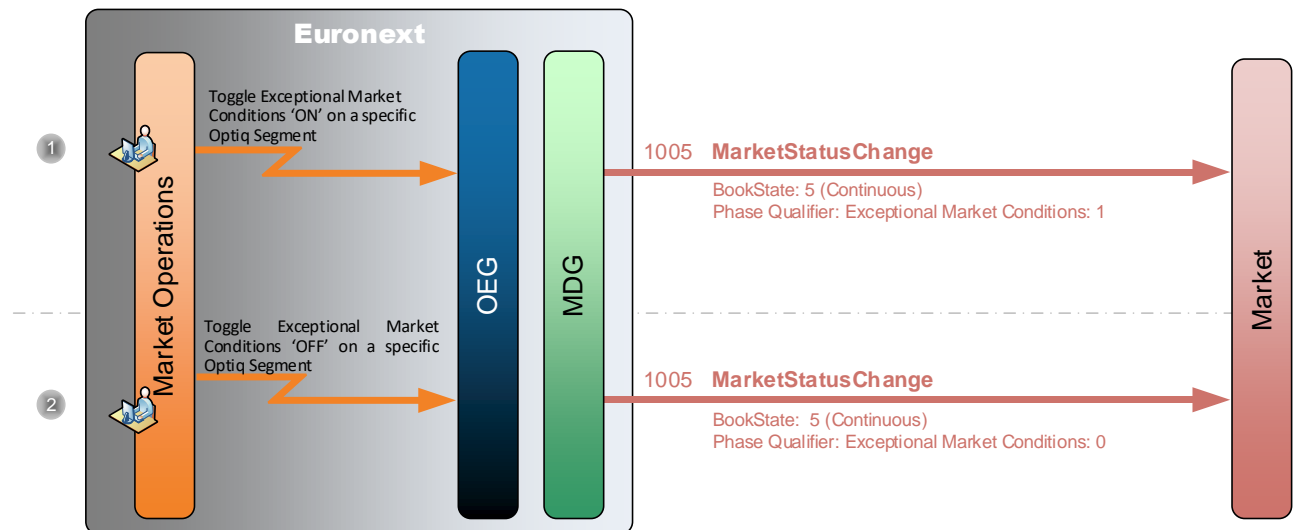 Euronext
Toggle Exceptional Market
Conditions ‘ON’ on a specific
Optiq Segment
1
1005 MarketStatusChange
BookState: 5 (Continuous)
Phase Qualifier: Exceptional Market Conditions: 1
Market Operations
OEG
MDG
Market
Toggle Exceptional Market
Conditions ‘OFF’ on a specific
Optiq Segment
2
1005 MarketStatusChange
BookState: 5 (Continuous)
Phase Qualifier: Exceptional Market Conditions: 0